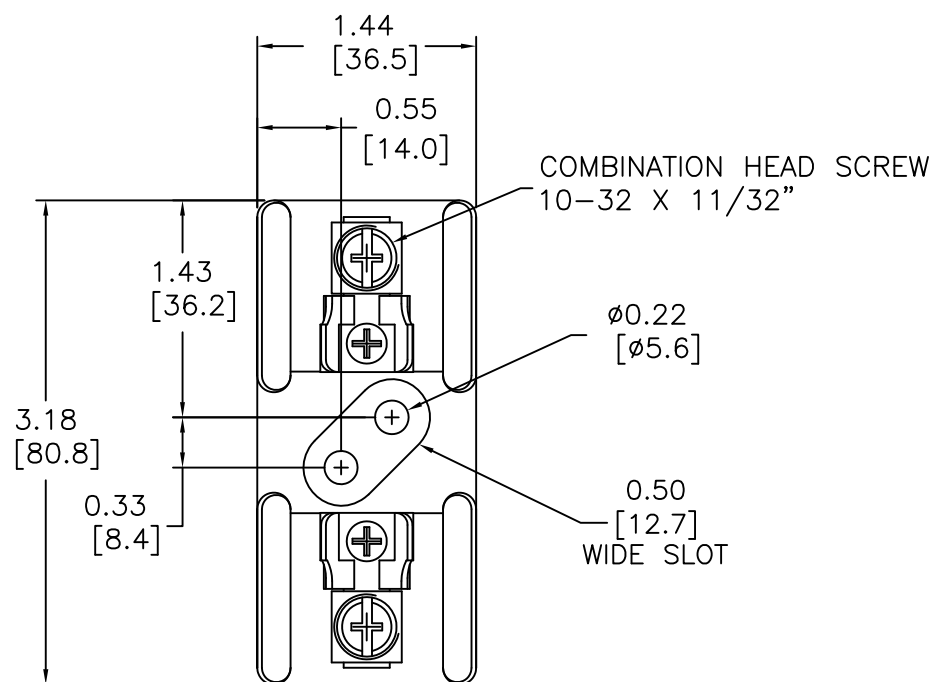 1.44
[36.5]
0.55
[14.0]
COMBINATION HEAD SCREW
10-32 X 11/32”
1.43
[36.2]
ø0.22
[ø5.6]
3.18
[80.8]
0.33
[8.4]
0.50
[12.7]
WIDE SLOT